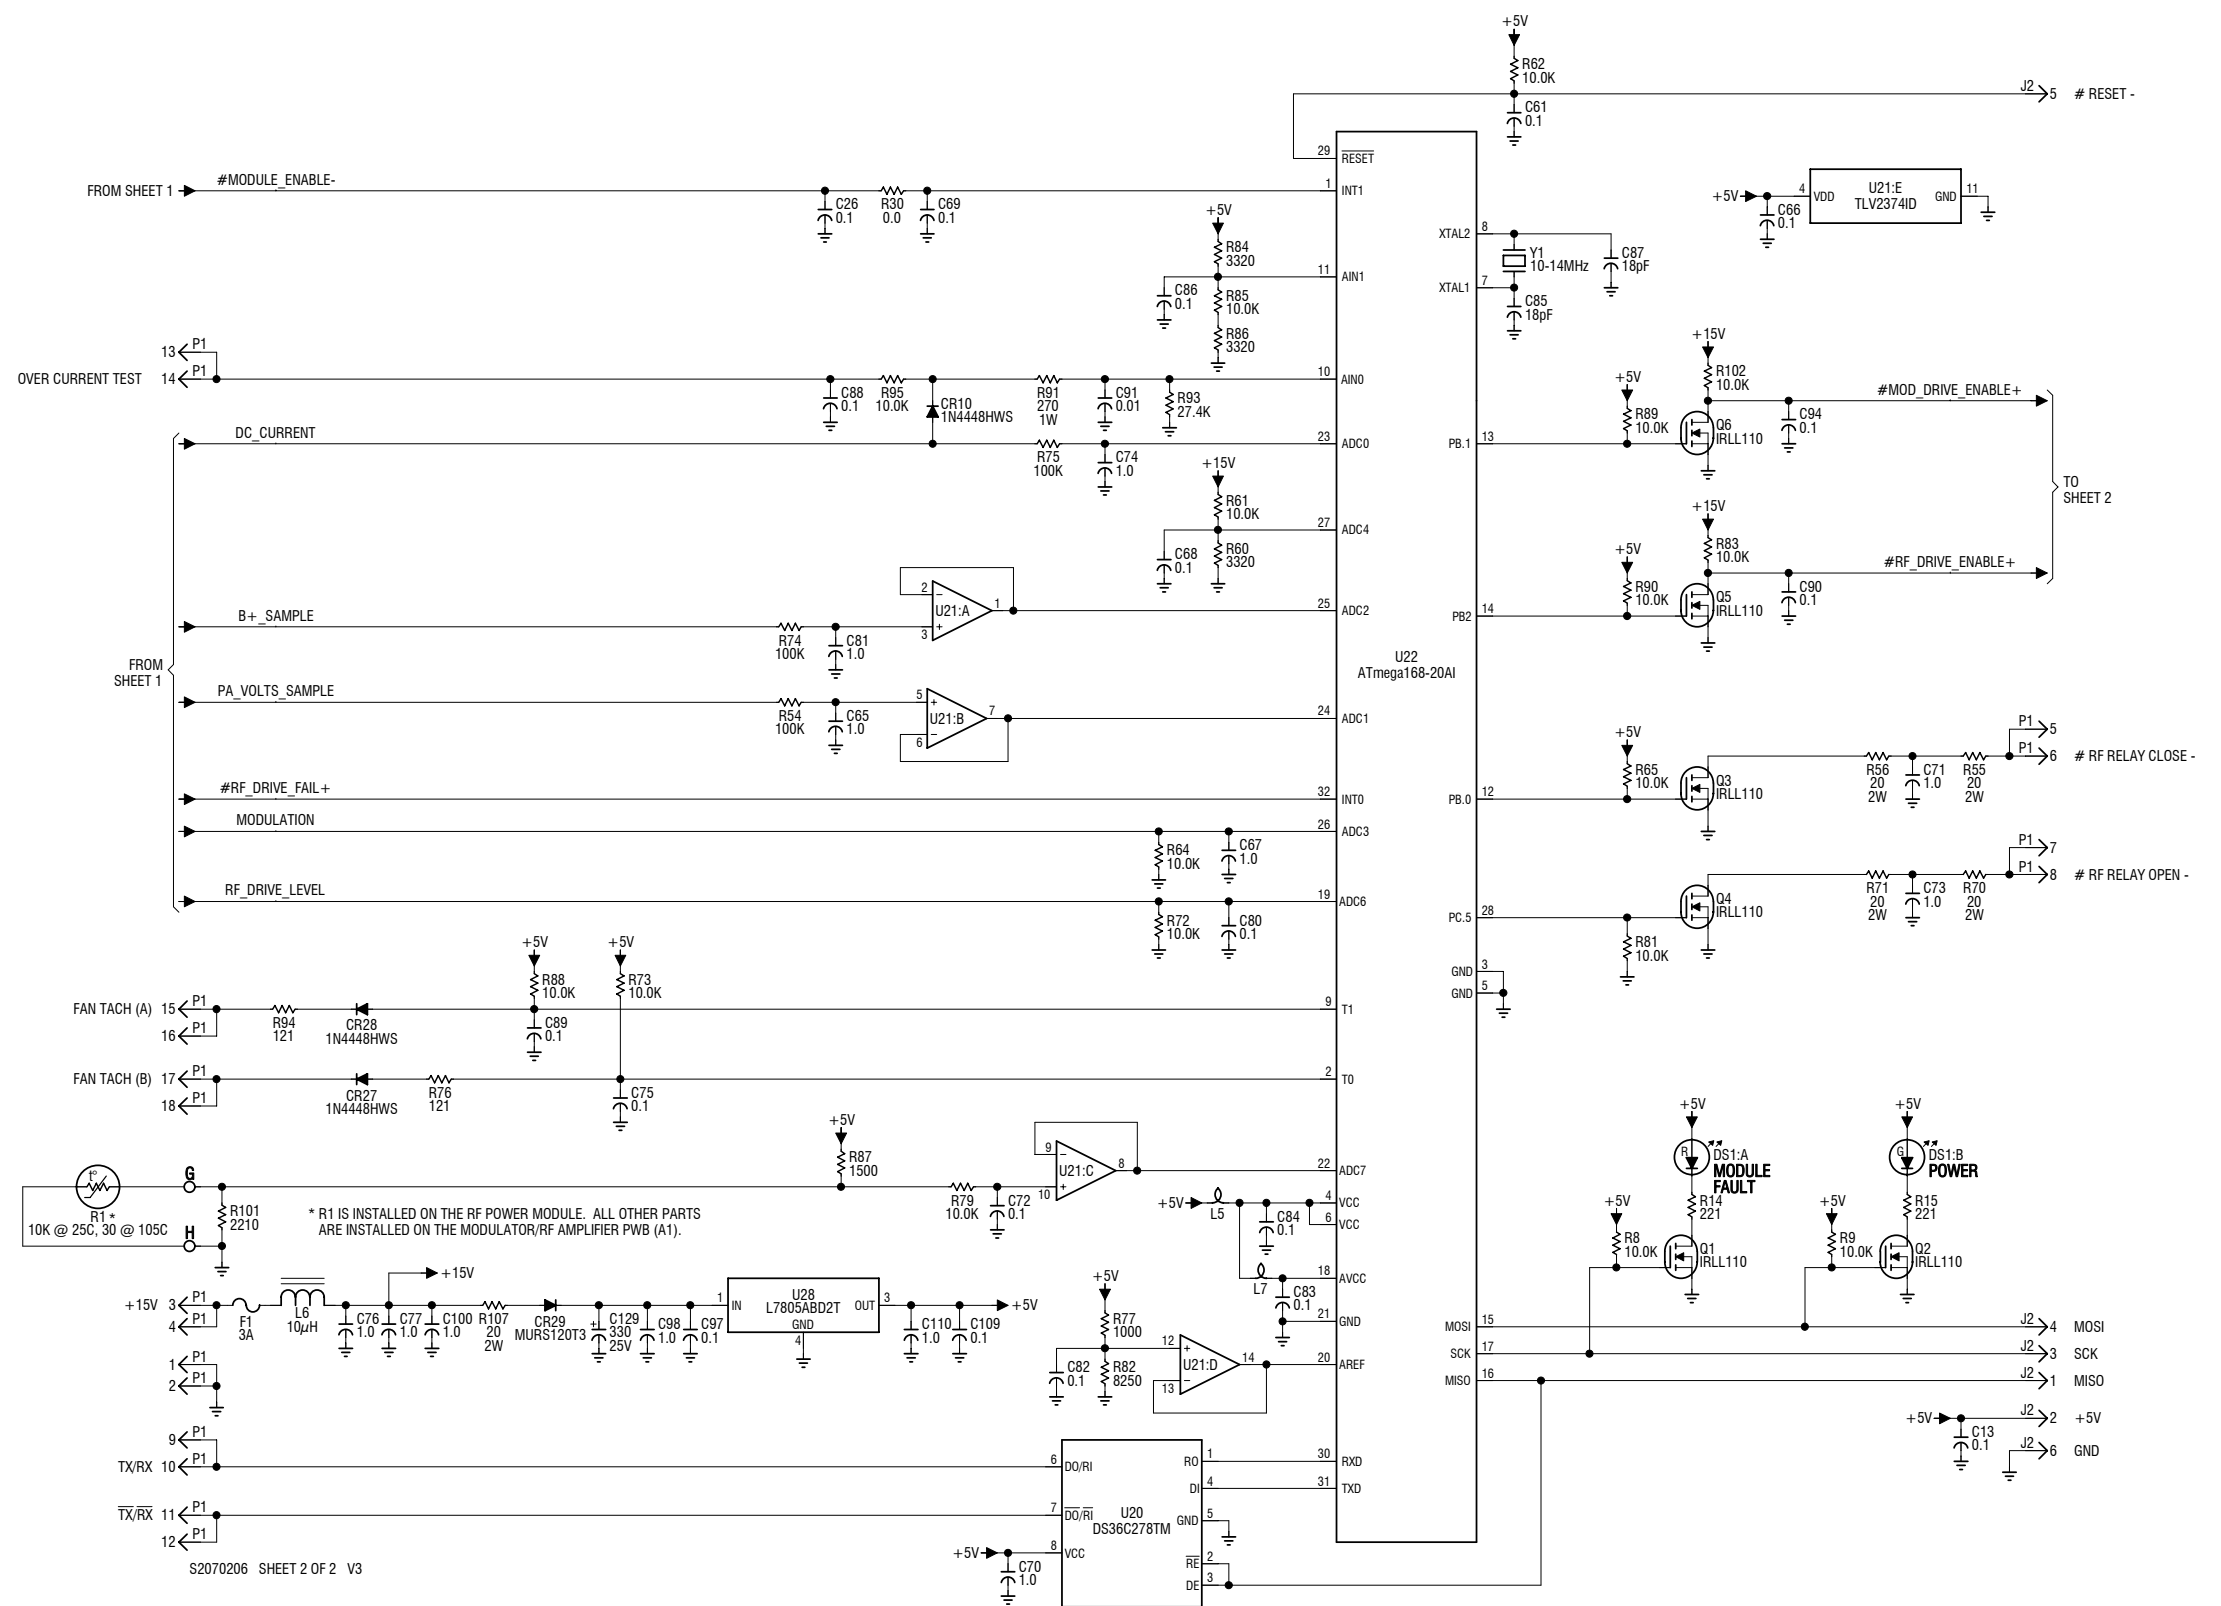 +5V
R62
10.0K
J2
5
# RESET -
C61
0.1
29
RESET
FROM SHEET 1
#MODULE_ENABLE-
1
INT1
C26
0.1
R30
0.0
C69
0.1
+5V
4
VDD
U21:E
TLV2374ID
GND
11
C66
0.1
+5V
R84
3320
XTAL2
8
11
AIN1
Y1
10-14MHz
C87
18pF
C86
0.1
R85
10.0K
XTAL1
7
C85
18pF
R86
3320
13
P1
OVER CURRENT TEST
14
P1
10
AIN0
C88
0.1
R95
10.0K
CR10
1N4448HWS
R91
270
1W
C91
0.01
R93
27.4K
+15V
R102
10.0K
#MOD_DRIVE_ENABLE+
+5V
R89
10.0K
Q6
IRLL110
C94
0.1
DC_CURRENT
23
ADC0
PB.1
13
R75
100K
C74
1.0
+15V
R61
10.0K
TO
SHEET 2
27
ADC4
C68
0.1
R60
3320
+15V
R83
10.0K
#RF_DRIVE_ENABLE+
+5V
R90
10.0K
Q5
IRLL110
C90
0.1
2
−
U21:A
1
25
ADC2
PB2
14
B+_SAMPLE
3
+
R74
100K
C81
1.0
FROM
SHEET 1
U22
ATmega168-20AI
PA_VOLTS_SAMPLE
5
+
R54
100K
C65
1.0
U21:B
7
6
−
24
ADC1
P1
5
P1
6
# RF RELAY CLOSE -
+5V
R65
10.0K
Q3
IRLL110
R56
20
2W
C71
1.0
R55
20
2W
#RF_DRIVE_FAIL+
32
INT0
PB.0
12
MODULATION
26
ADC3
R64
10.0K
C67
1.0
P1
7
P1
8
# RF RELAY OPEN -
R71
20
2W
C73
1.0
R70
20
2W
RF_DRIVE_LEVEL
19
ADC6
R72
10.0K
C80
0.1
Q4
IRLL110
PC.5
28
R81
10.0K
+5V
R88
10.0K
+5V
R73
10.0K
GND
3
GND
5
FAN TACH (A)
15
P1
16
P1
R94
121
CR28
1N4448HWS
C89
0.1
9
T1
FAN TACH (B)
17
P1
18
P1
CR27
1N4448HWS
R76
121
C75
0.1
2
T0
+5V
R87
1500
+5V
R
DS1:A
MODULE
FAULT
R14
221
+5V
G
DS1:B
POWER
R15
221
9
−
U21:C
8
10
+
22
ADC7
t°
R1 *
10K @ 25C, 30 @ 105C
G
H
R101
2210
R79
10.0K
C72
0.1
* R1 IS INSTALLED ON THE RF POWER MODULE. ALL OTHER PARTS
ARE INSTALLED ON THE MODULATOR/RF AMPLIFIER PWB (A1).
+5V
L5
4
VCC
6
VCC
C84
0.1
+5V
R8
10.0K
Q1
IRLL110
+5V
R9
10.0K
Q2
IRLL110
L7
18
AVCC
C83
0.1
21
GND
+15V
+15V
3
P1
4
P1
F1
3A
L6
10µH
C76
1.0
C77
1.0
C100
1.0
R107
20
2W
CR29
MURS120T3
+
C129
330
25V
C98
1.0
C97
0.1
1
IN
U28
L7805ABD2T
OUT
3
GND
4
C110
1.0
C109
0.1
+5V
+5V
R77
1000
C82
0.1
R82
8250
12
+
U21:D
14
13
−
20
AREF
MOSI
15
J2
4
MOSI
SCK
17
J2
3
SCK
MISO
16
J2
1
MISO
1
P1
2
P1
+5V
J2
2
+5V
C13
0.1
J2
6
GND
9
P1
TX/RX
10
P1
6
DO/RI
RO
1
30
RXD
DI
4
31
TXD
TX/RX
11
P1
12
P1
7
DO/RI
U20
DS36C278TM
GND
5
+5V
8
VCC
RE
2
DE
3
C70
1.0
S2070206 SHEET 2 OF 2 V3